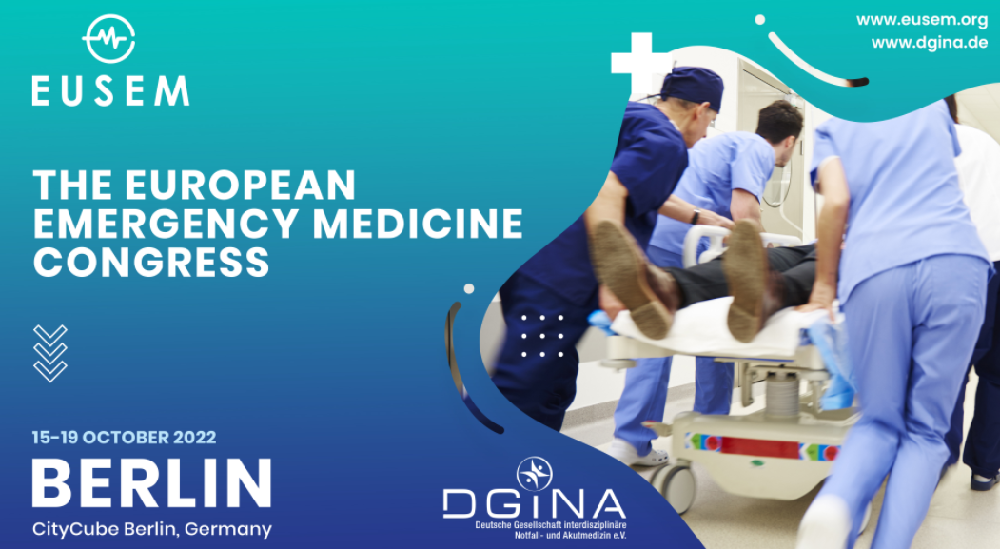 EUSEM
www.eusem.org
www.dgina.de
THE EUROPEAN
EMERGENCY MEDICINE
CONGRESS
15-19 OCTOBER 2022
BERLIN
CityCube Berlin, Germany
DGINA
Deutsche Gesellschaft interdisziplinäre
Notfall- und Akutmedizin e.V.